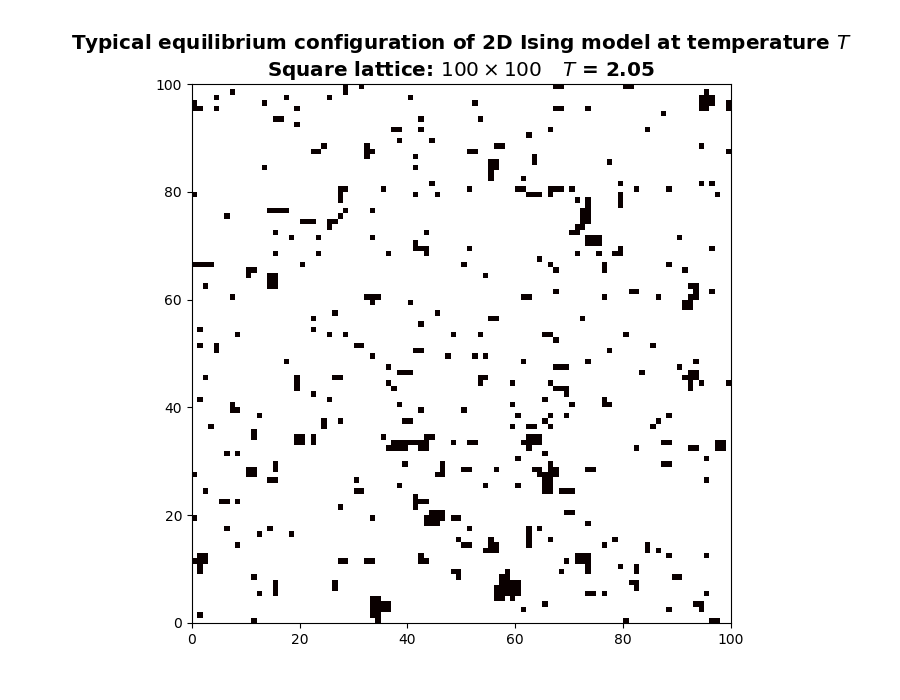 Typical equilibrium configuration of 2D Ising model at temperature T
Square lattice: 100 × 100 T = 2.05
100
80
60
40
20
0
0 20 40 60 80 100